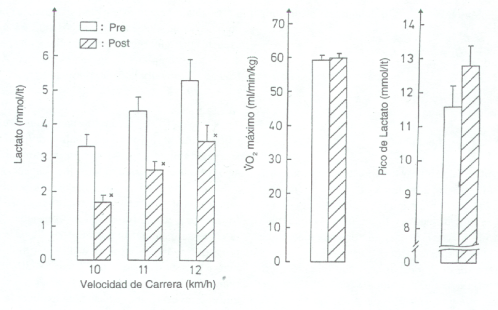 □ : Pre
▨ : Post
Lactato (mmol/lt)
6
5
4
3
2
1
0
10 11 12
x
x
x
Velocidad de Carrera (km/h) *
V̇O₂ máximo (ml/min/kg)
70
60
50
40
30
20
10
0
Pico de Lactato (mmol/lt)
14
13
12
11
10
9
8
0